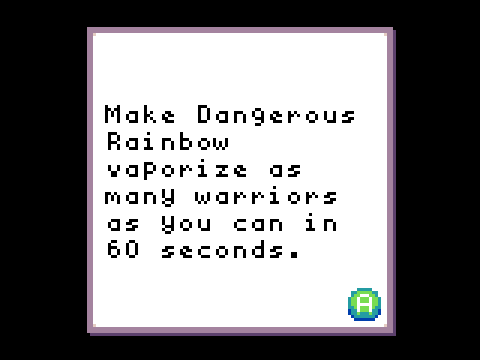 Make Dangerous
Rainbow
vaporize as
many warriors
as you can in
60 seconds.
A